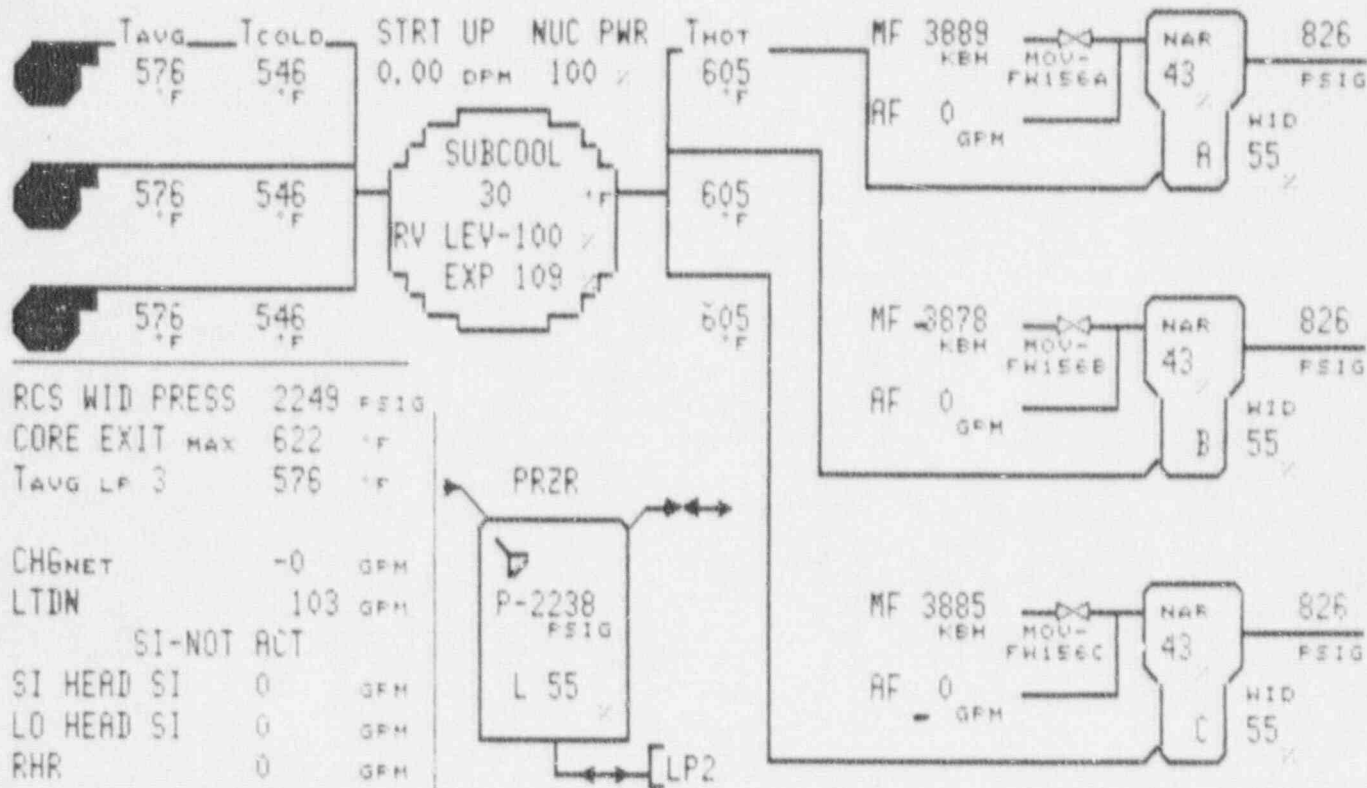 TAVG TCOLD STRT UP NUC PWR THOT
576 °F 546 °F 0.00 DPM 100 % 605 °F
576 °F 546 °F 605 °F
576 °F 546 °F 605 °F
SUBCOOL
30 °F
RV LEV-100 %
EXP 109 %
MF 3889 KBH
MOV-
FW156A
AF 0 GPM
NAR
43 %
A
826
PSIG
WID
55 %
MF 3878 KBH
MOV-
FW156B
AF 0 GPM
NAR
43 %
B
826
PSIG
WID
55 %
MF 3885 KBH
MOV-
FW156C
AF 0 GPM
NAR
43 %
C
826
PSIG
WID
55 %
RCS WID PRESS 2249 PSIG
CORE EXIT MAX 622 °F
TAVG LP 3 576 °F
CHGNET -0 GPM
LTDN 103 GPM
SI-NOT ACT
SI HEAD SI 0 GPM
LO HEAD SI 0 GPM
RHR 0 GPM
PRZR
P-2238
PSIG
L 55 %
LP2